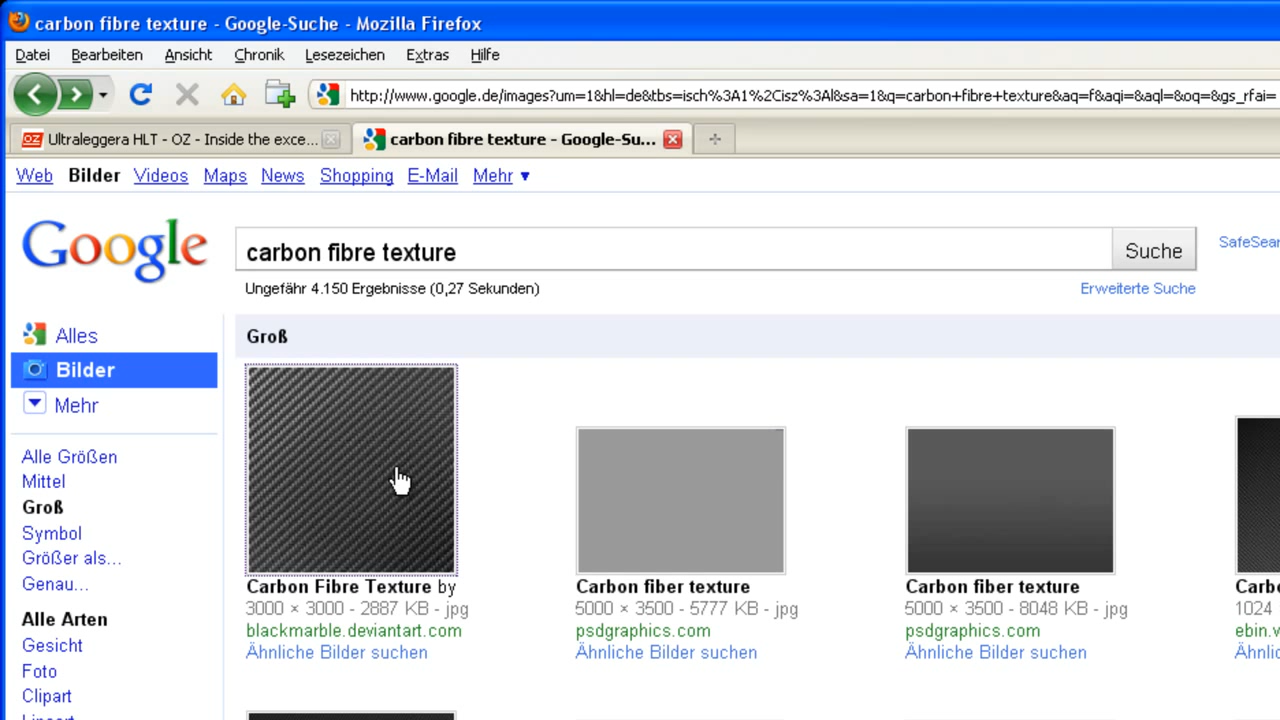 carbon fibre texture - Google-Suche - Mozilla Firefox
Datei Bearbeiten Ansicht Chronik Lesezeichen Extras Hilfe
http://www.google.de/images?um=1&hl=de&tbs=isch%3A1%2Cisz%3Al&sa=1&q=carbon+fibre+texture&aq=f&aqi=&aql=&oq=&gs_rfai=
OZ Ultraleggera HLT - OZ - Inside the exce... carbon fibre texture - Google-Su...
Web Bilder Videos Maps News Shopping E-Mail Mehr
Google carbon fibre texture Suche
Ungefähr 4.150 Ergebnisse (0,27 Sekunden) Erweiterte Suche
Alles
Bilder
Mehr
Alle Größen
Mittel
Groß
Symbol
Größer als...
Genau...
Alle Arten
Gesicht
Foto
Clipart
Groß
Carbon Fibre Texture by
3000 × 3000 - 2887 KB - jpg
blackmarble.deviantart.com
Ähnliche Bilder suchen
Carbon fiber texture
5000 × 3500 - 5777 KB - jpg
psdgraphics.com
Ähnliche Bilder suchen
Carbon fiber texture
5000 × 3500 - 8048 KB - jpg
psdgraphics.com
Ähnliche Bilder suchen
1024